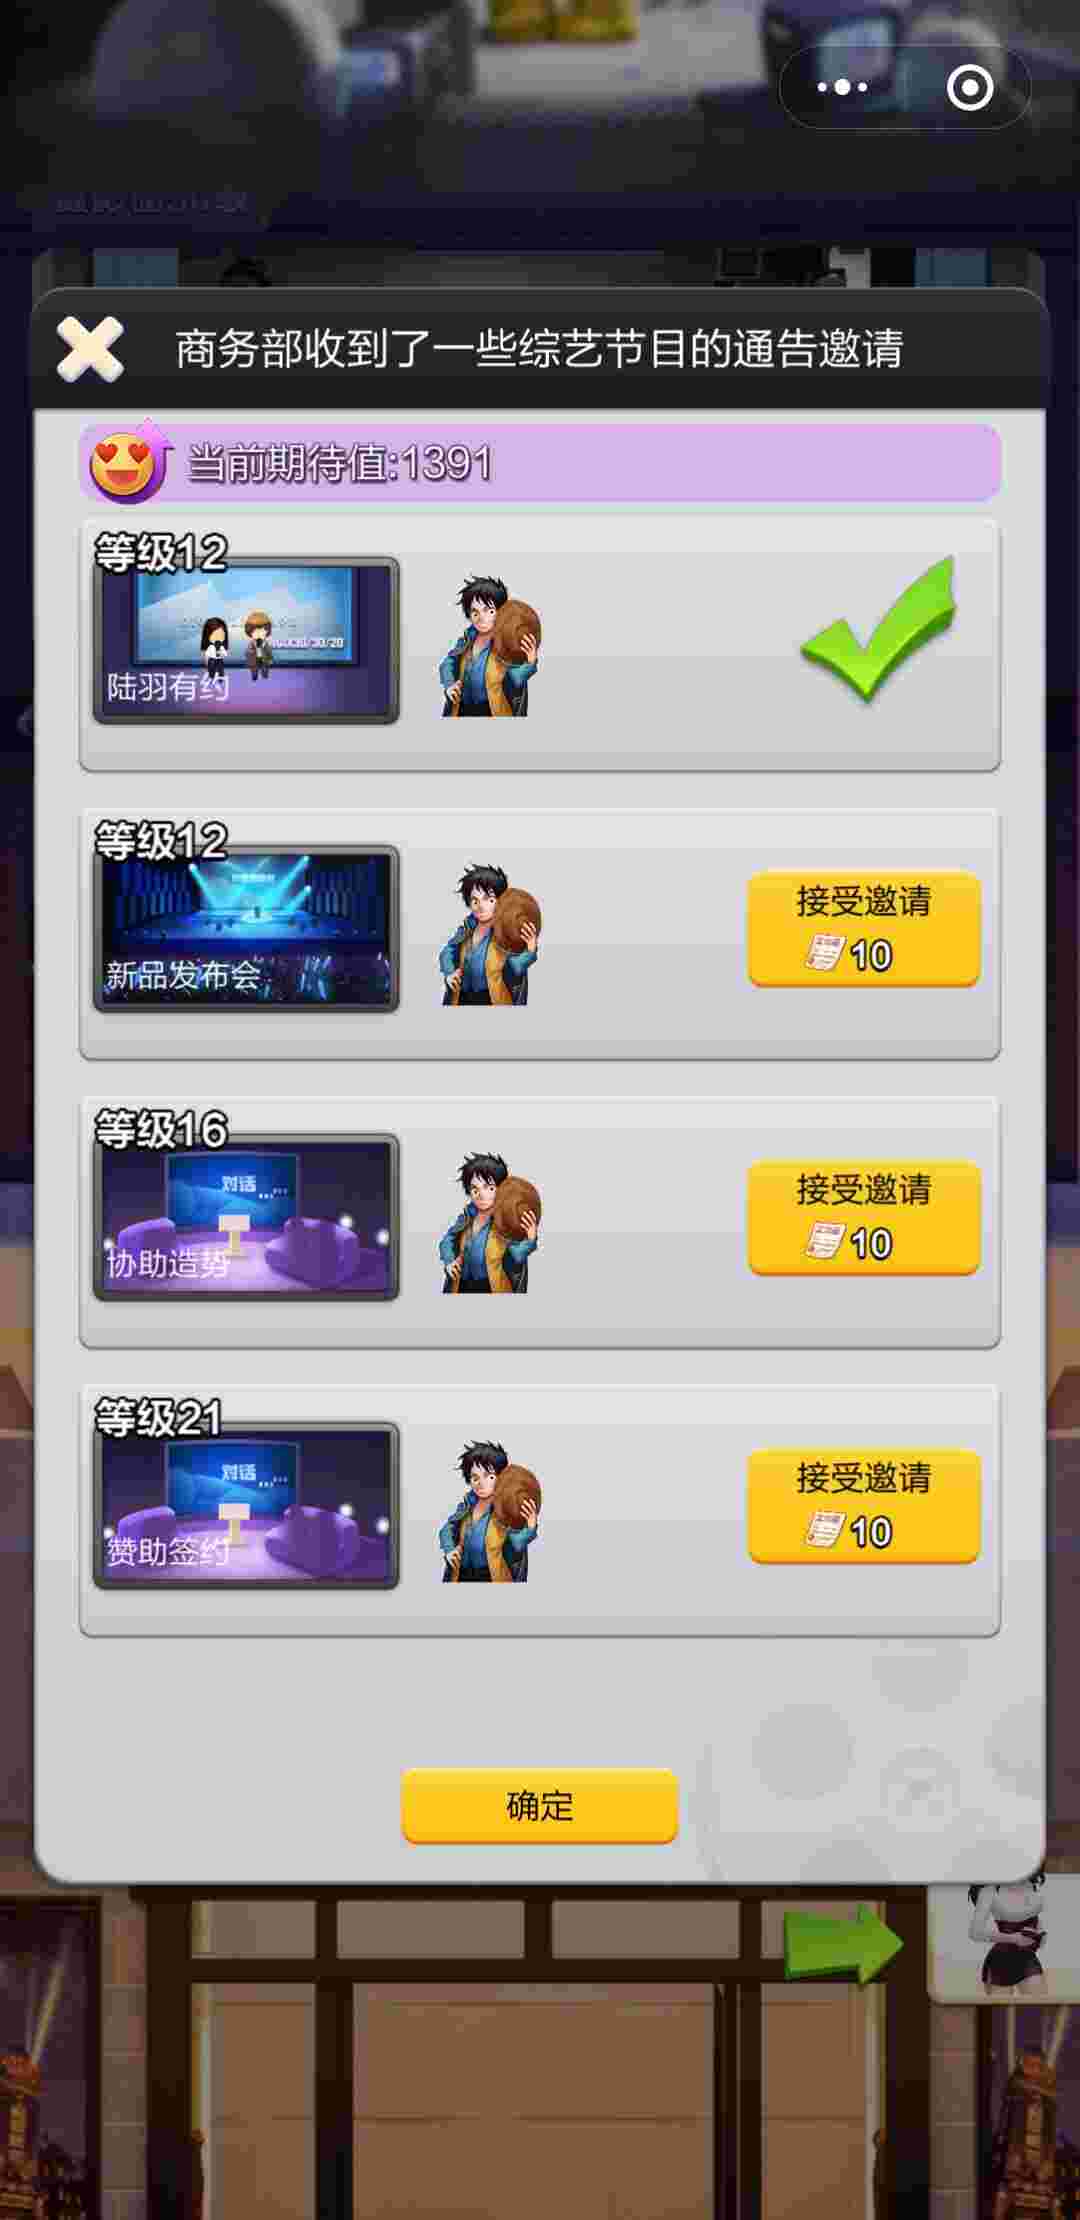 商务部收到了一些综艺节目的通告邀请
当前期待值:1391
等级12
陆羽有约
等级12
新品发布会
接受邀请
10
等级16
对话......
协助造势
接受邀请
10
等级21
对话......
赞助签约
接受邀请
10
确定